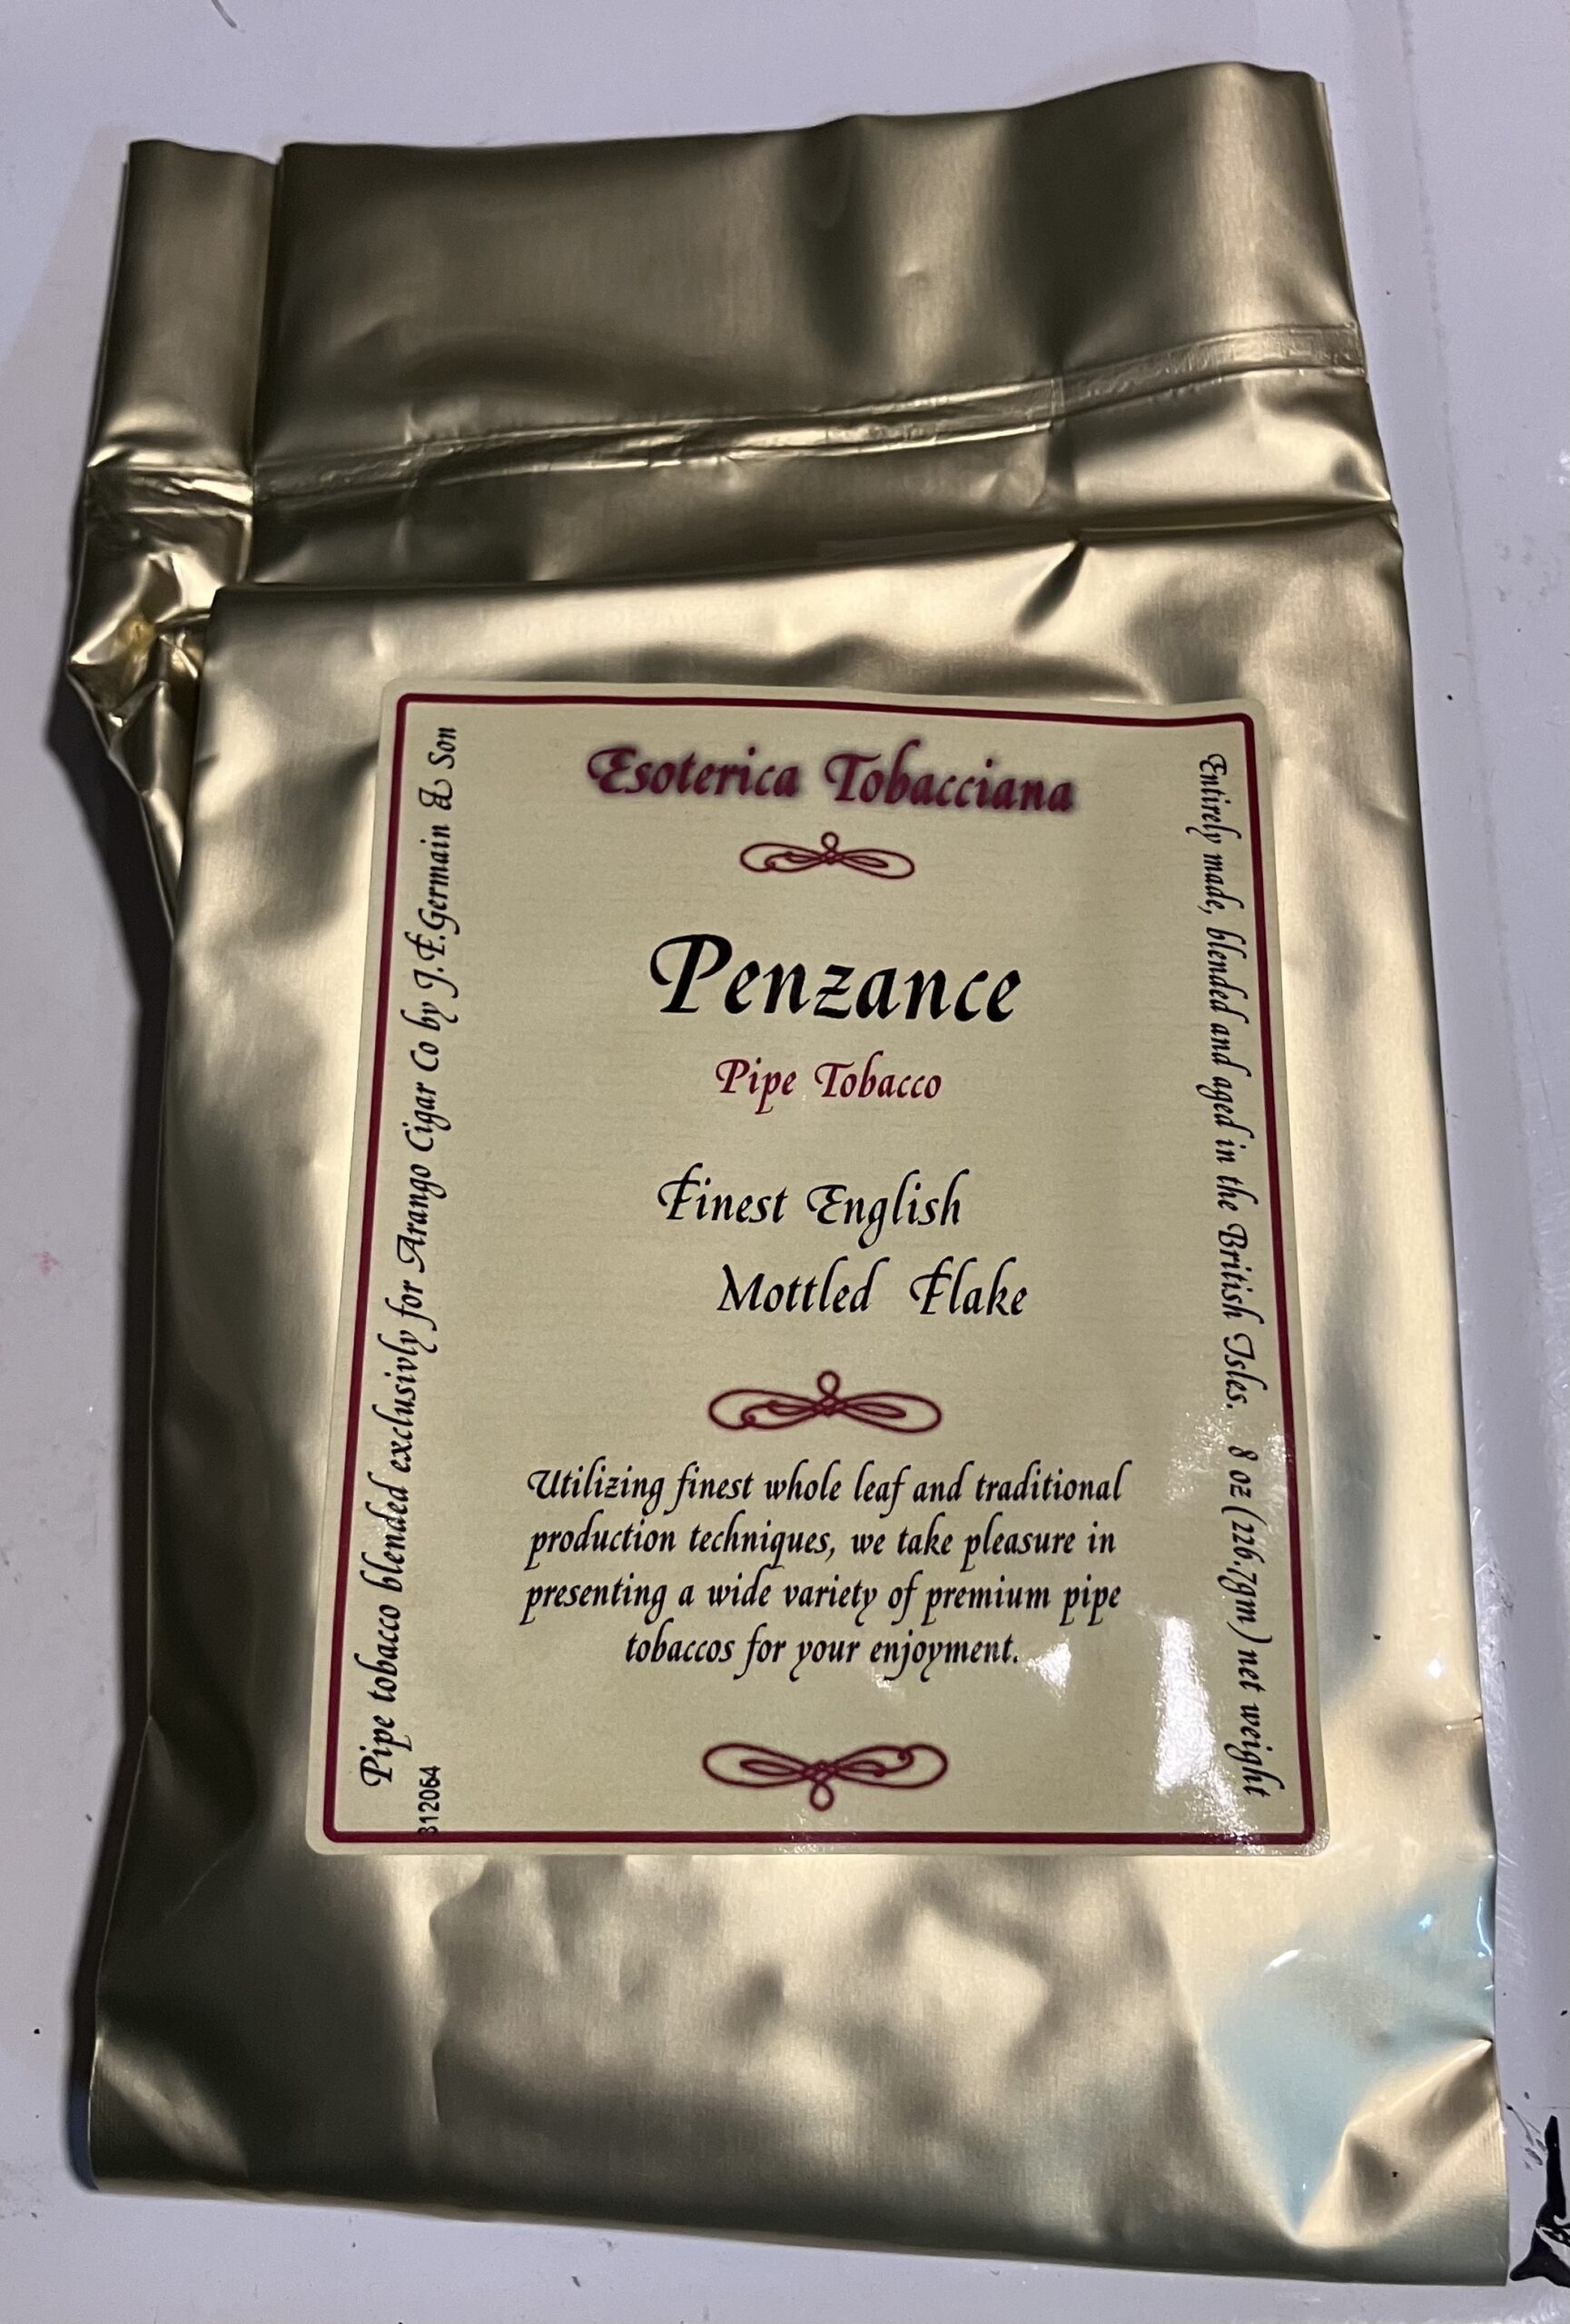 Esoterica Tobacciana
Penzance
Pipe Tobacco
Finest English
Mottled Flake
Utilizing finest whole leaf and traditional
production techniques, we take pleasure in
presenting a wide variety of premium pipe
tobaccos for your enjoyment.
Pipe tobacco blended exclusivly for Arango Cigar Co by J.F.Germain & Son
312064
Entirely made, blended and aged in the British Isles. 8 oz (226.7gm) net weight